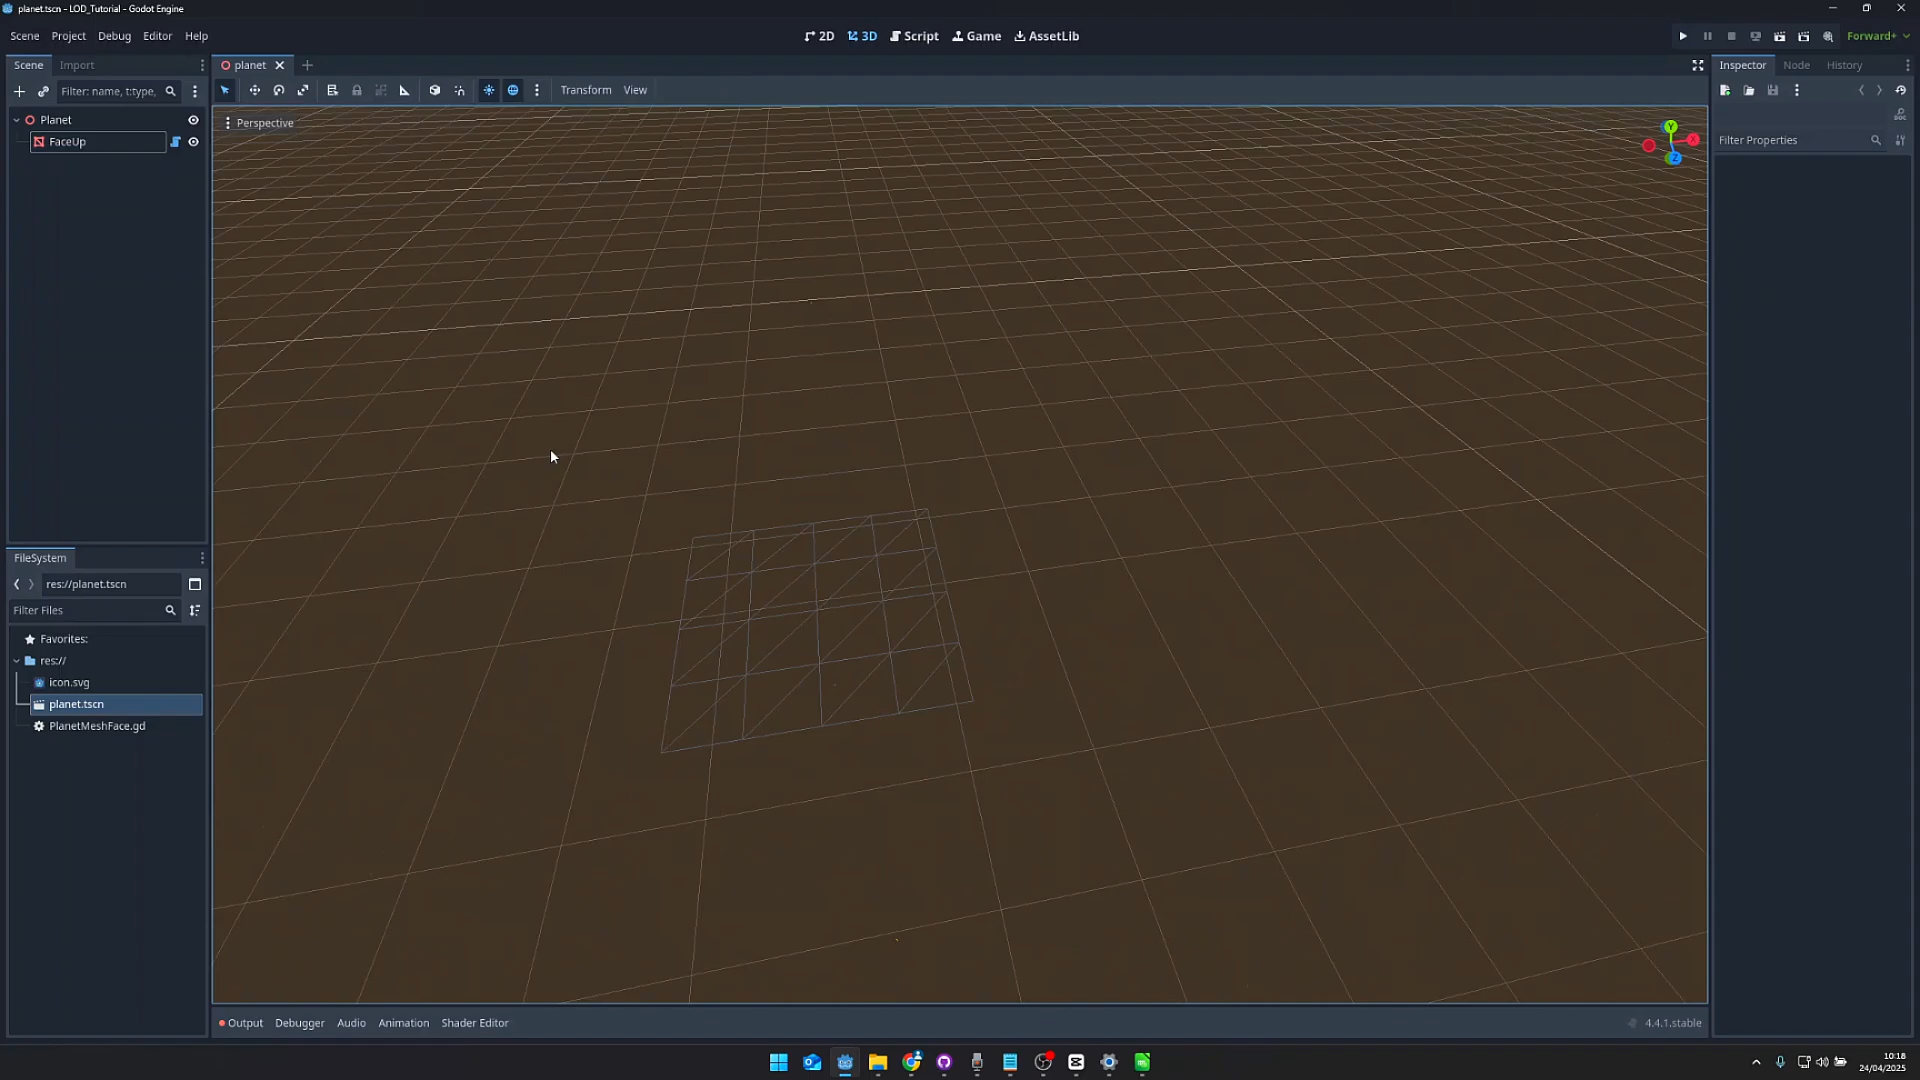 planet.tscn - LOD_Tutorial - Godot Engine
Scene Project Debug Editor Help
2D 3D Script Game AssetLib
Forward+
Scene Import
planet
Inspector Node History
Filter: name, t:type,
Transform View
Planet
Perspective
FaceUp
Y
X
Z
Filter Properties
FileSystem
res://planet.tscn
Filter Files
Favorites:
res://
icon.svg
planet.tscn
PlanetMeshFace.gd
Output Debugger Audio Animation Shader Editor
4.4.1.stable
10:18
24/04/2025